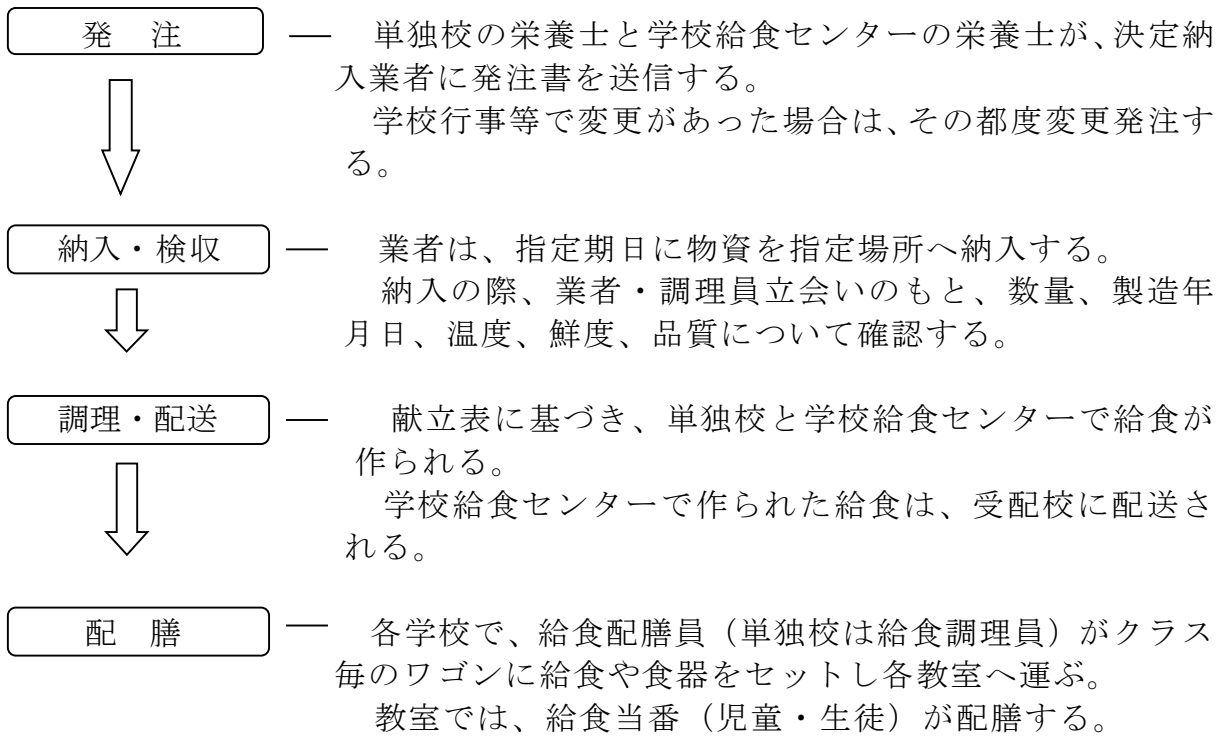 発　注　―　単独校の栄養士と学校給食センターの栄養士が、決定納
入業者に発注書を送信する。
学校行事等で変更があった場合は、その都度変更発注す
る。
納入・検収　―　業者は、指定期日に物資を指定場所へ納入する。
納入の際、業者・調理員立会いのもと、数量、製造年
月日、温度、鮮度、品質について確認する。
調理・配送　―　献立表に基づき、単独校と学校給食センターで給食が
作られる。
学校給食センターで作られた給食は、受配校に配送さ
れる。
配　膳　―　各学校で、給食配膳員（単独校は給食調理員）がクラス
毎のワゴンに給食や食器をセットし各教室へ運ぶ。
教室では、給食当番（児童・生徒）が配膳する。